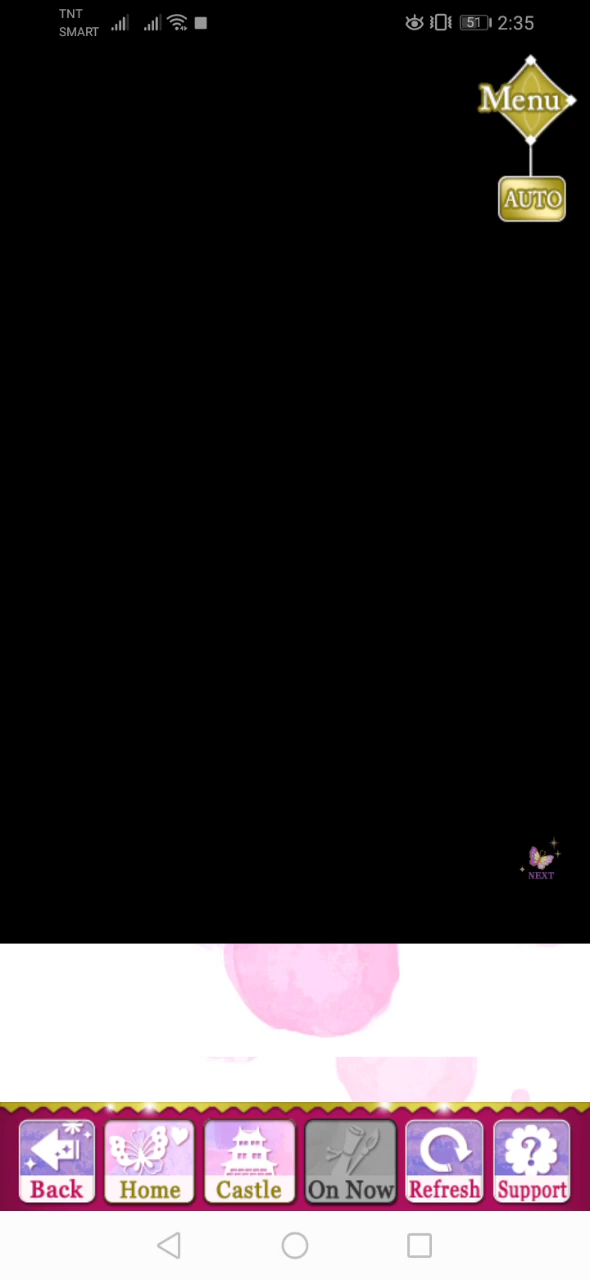 TNT
SMART
51 2:35
Menu
AUTO
NEXT
Back Home Castle On Now Refresh Support